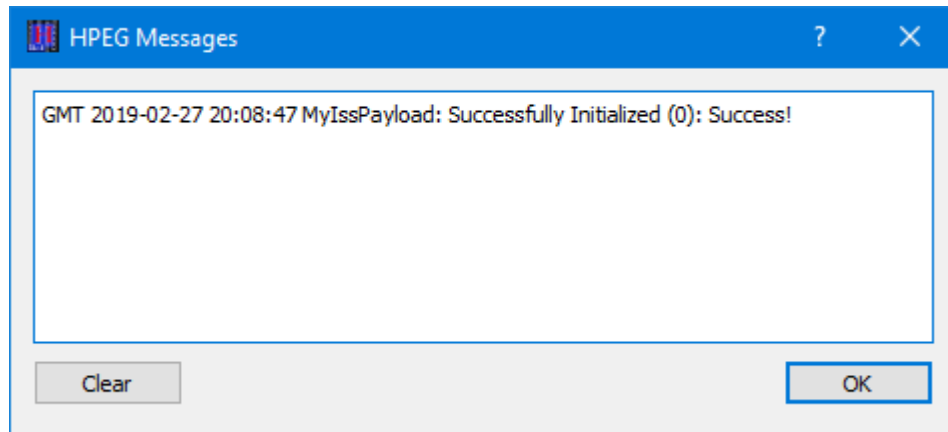 HPEG Messages
?
GMT 2019-02-27 20:08:47 MyIssPayload: Successfully Initialized (0): Success!
Clear
OK